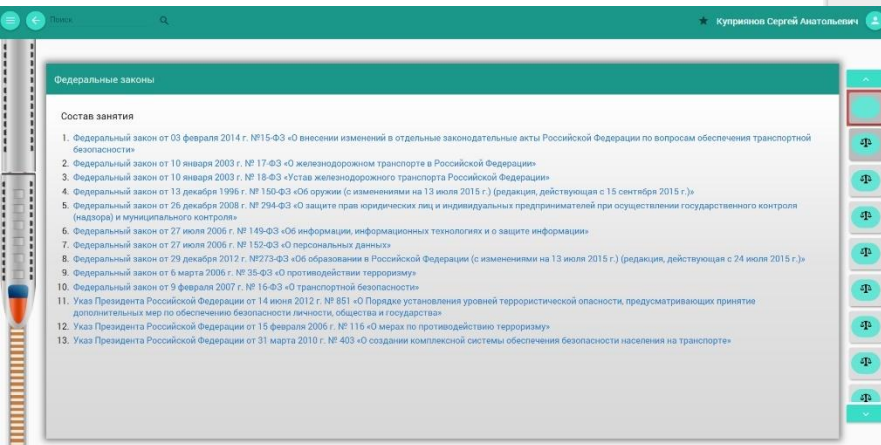 Поиск
Куприянов Сергей Анатольевич
Федеральные законы
Состав занятия
1. Федеральный закон от 03 февраля 2014 г. №15-ФЗ «О внесении изменений в отдельные законодательные акты Российской Федерации по вопросам обеспечения транспортной
безопасности»
2. Федеральный закон от 10 января 2003 г. № 17-ФЗ «О железнодорожном транспорте в Российской Федерации»
3. Федеральный закон от 10 января 2003 г. № 18-ФЗ «Устав железнодорожного транспорта Российской Федерации»
4. Федеральный закон от 13 декабря 1996 г. № 150-ФЗ «Об оружии (с изменениями на 13 июля 2015 г.) (редакция, действующая с 15 сентября 2015 г.)»
5. Федеральный закон от 26 декабря 2008 г. № 294-ФЗ «О защите прав юридических лиц и индивидуальных предпринимателей при осуществлении государственного контроля
(надзора) и муниципального контроля»
6. Федеральный закон от 27 июля 2006 г. № 149-ФЗ «Об информации, информационных технологиях и о защите информации»
7. Федеральный закон от 27 июля 2006 г. № 152-ФЗ «О персональных данных»
8. Федеральный закон от 29 декабря 2012 г. №273-ФЗ «Об образовании в Российской Федерации (с изменениями на 13 июля 2015 г.) (редакция, действующая с 24 июля 2015 г.)»
9. Федеральный закон от 6 марта 2006 г. № 35-ФЗ «О противодействии терроризму»
10. Федеральный закон от 9 февраля 2007 г. № 16-ФЗ «О транспортной безопасности»
11. Указ Президента Российской Федерации от 14 июня 2012 г. № 851 «О Порядке установления уровней террористической опасности, предусматривающих принятие
дополнительных мер по обеспечению безопасности личности, общества и государства»
12. Указ Президента Российской Федерации от 15 февраля 2006 г. № 116 «О мерах по противодействию терроризму»
13. Указ Президента Российской Федерации от 31 марта 2010 г. № 403 «О создании комплексной системы обеспечения безопасности населения на транспорте»